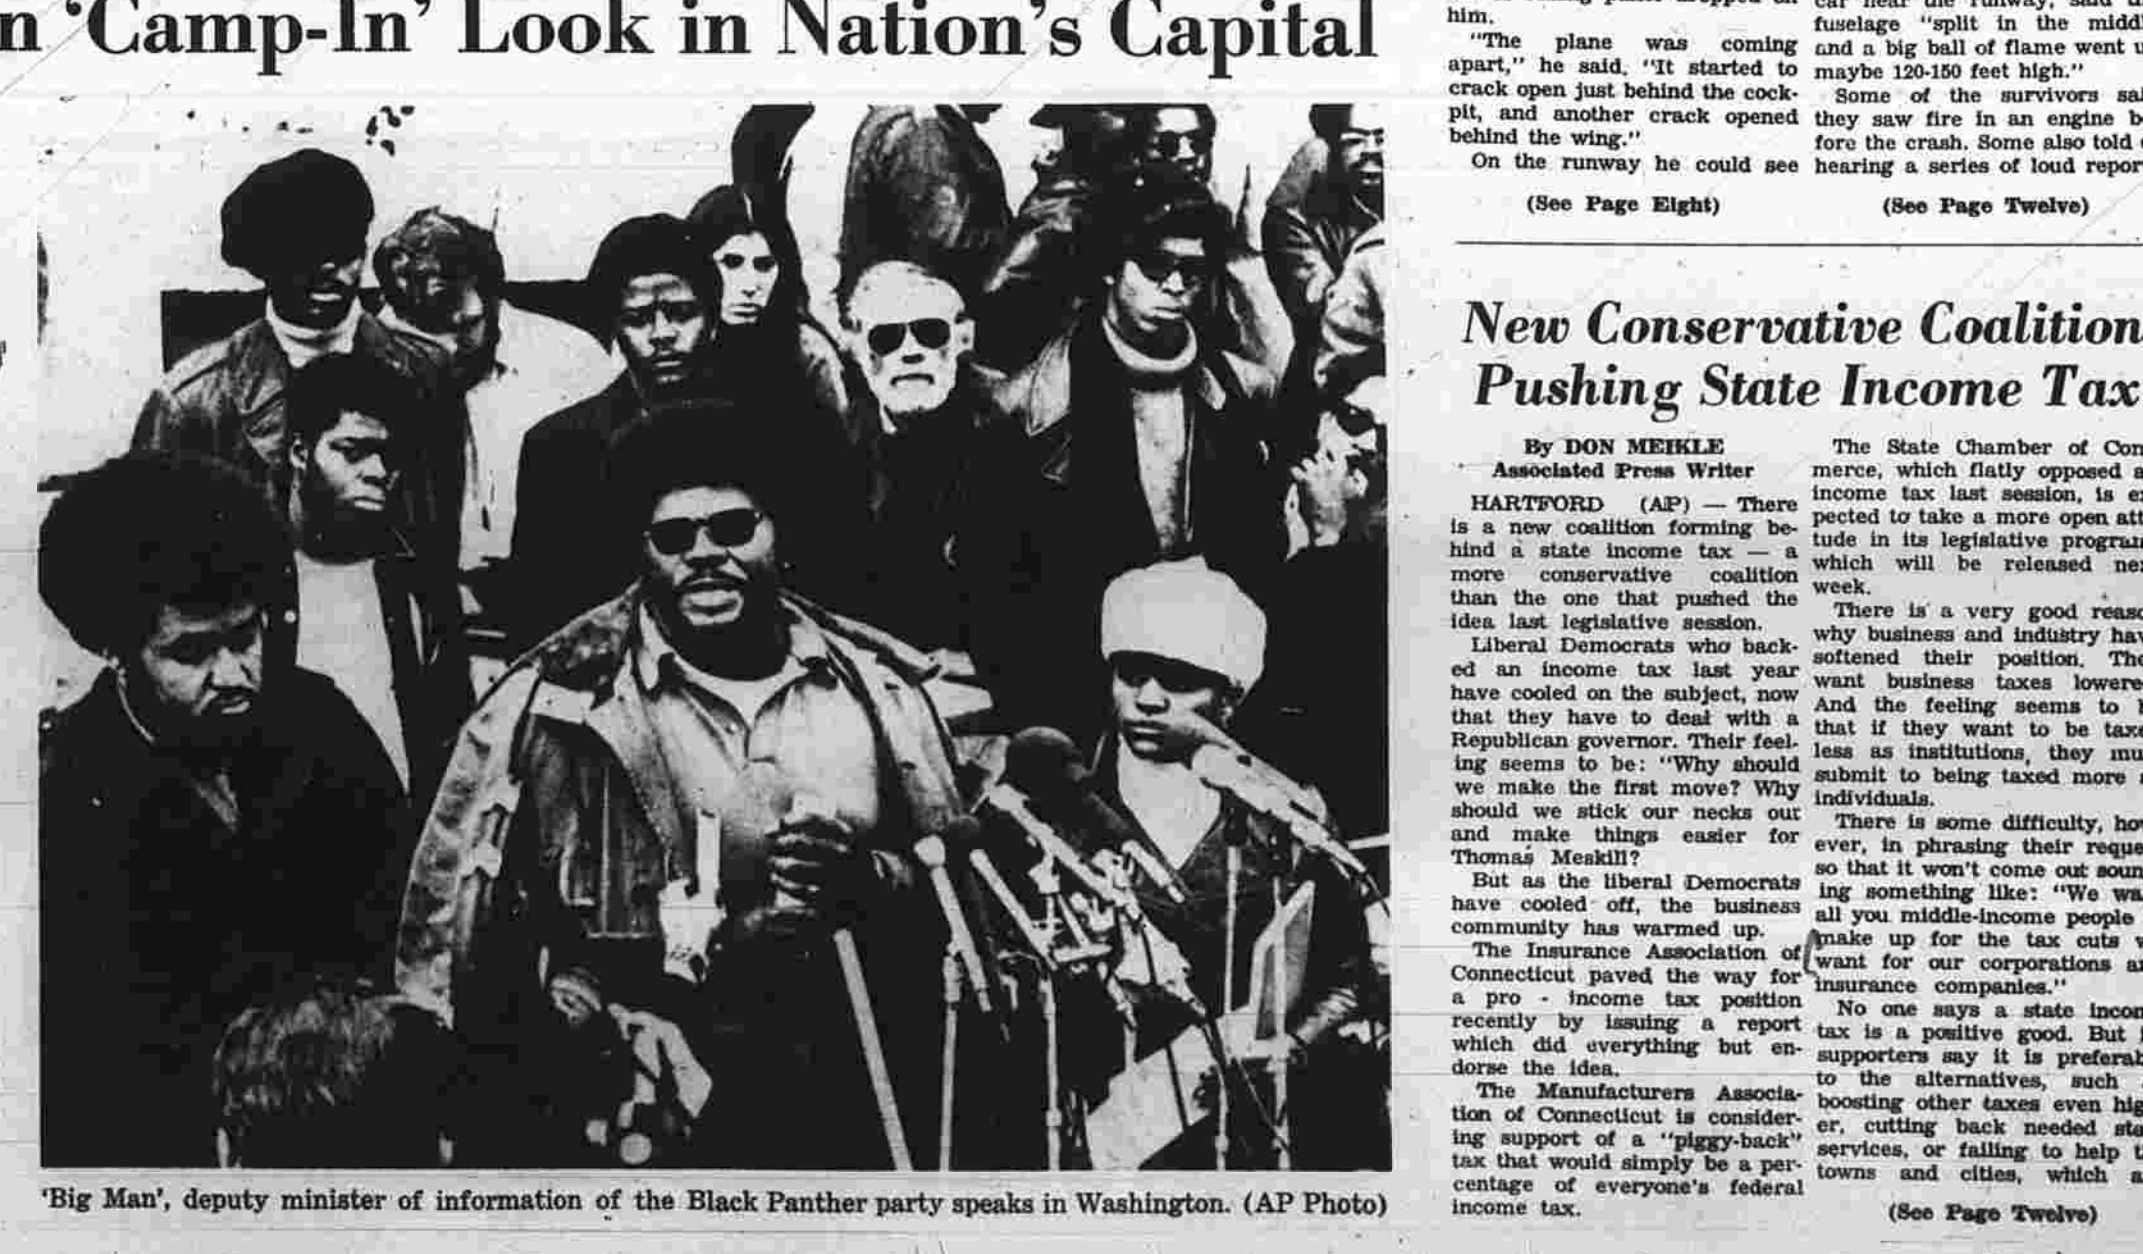 n 'Camp-In' Look in Nation's Capital
'Big Man', deputy minister of information of the Black Panther party speaks in Washington. (AP Photo)
him.
"The plane was coming
apart," he said. "It started to
crack open just behind the cock-
pit, and another crack opened
behind the wing."
On the runway he could see
(See Page Eight)
fuselage "split in the middl
and a big ball of flame went u
maybe 120-150 feet high."
Some of the survivors sai
they saw fire in an engine b
fore the crash. Some also told
hearing a series of loud repor
(See Page Twelve)
New Conservative Coalition
Pushing State Income Tax
By DON MEIKLE
Associated Press Writer
HARTFORD (AP) — There
is a new coalition forming be-
hind a state income tax — a
more conservative coalition
than the one that pushed the
idea last legislative session.
Liberal Democrats who back-
ed an income tax last year
have cooled on the subject, now
that they have to deal with a
Republican governor. Their feel-
ing seems to be: "Why should
we make the first move? Why
should we stick our necks out
and make things easier for
Thomas Meskill?
But as the liberal Democrats
have cooled off, the business
community has warmed up.
The Insurance Association of
Connecticut paved the way for
a pro - income tax position
recently by issuing a report
which did everything but en-
dorse the idea.
The Manufacturers Associa-
tion of Connecticut is consider-
ing support of a "piggy-back"
tax that would simply be a per-
centage of everyone's federal
income tax.
The State Chamber of Com
merce, which flatly opposed a
income tax last session, is ex
pected to take a more open att
tude in its legislative program
which will be released nex
week.
There is a very good reaso
why business and industry hav
softened their position. The
want business taxes lowere
And the feeling seems to b
that if they want to be taxe
less as institutions, they mu
submit to being taxed more a
individuals.
There is some difficulty, how
ever, in phrasing their reque
so that it won't come out soun
ing something like: "We wa
all you middle-income people
make up for the tax cuts w
want for our corporations an
insurance companies."
No one says a state incom
tax is a positive good. But i
supporters say it is preferab
to the alternatives, such
boosting other taxes even hig
er, cutting back needed sta
services, or failing to help t
towns and cities, which a
(See Page Twelve)